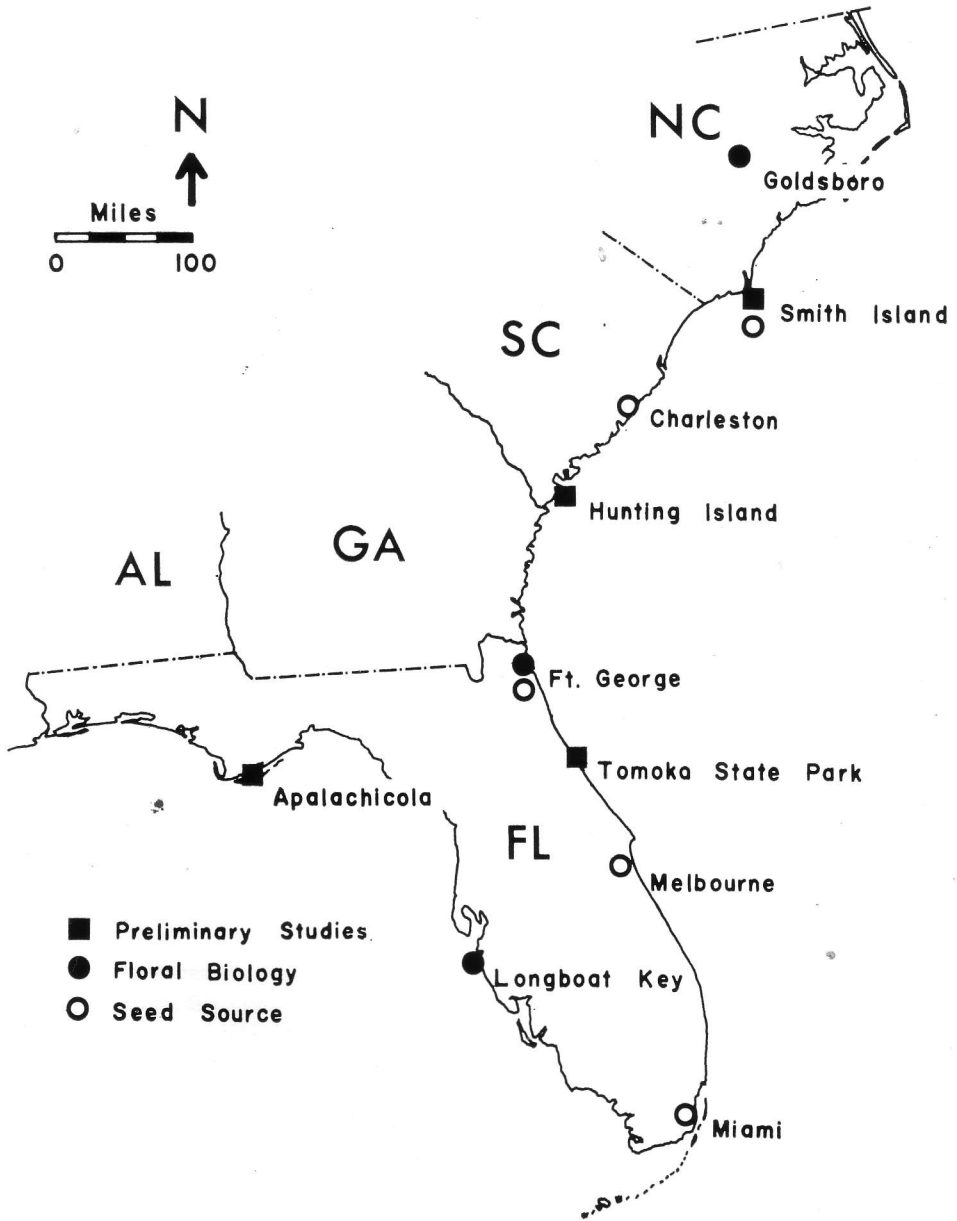 N
Miles
0 100
NC
Goldsboro
Smith Island
SC
Charleston
Hunting Island
GA
AL
Ft. George
Tomoka State Park
Apalachicola
FL
Melbourne
Preliminary Studies
Floral Biology
Seed Source
Longboat Key
Miami